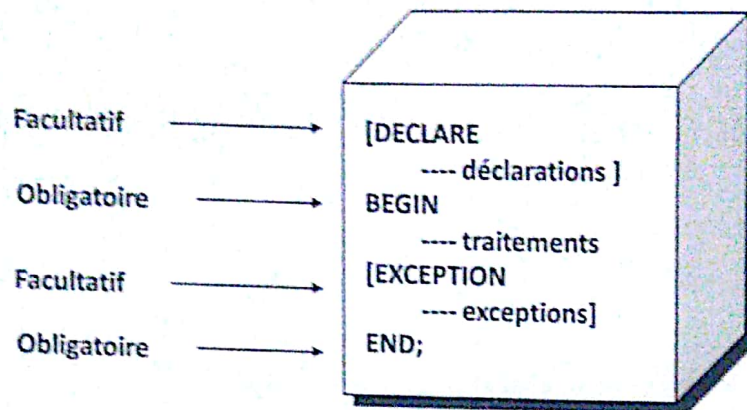 Facultatif [DECLARE
---- déclarations ]
Obligatoire BEGIN
---- traitements
Facultatif [EXCEPTION
---- exceptions]
Obligatoire END;